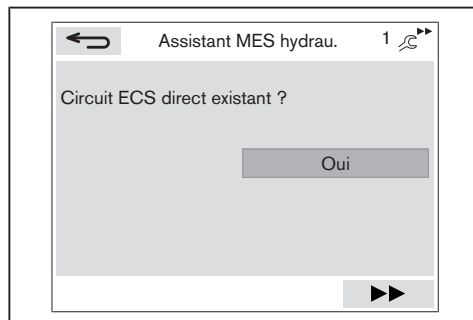 Assistant MES hydrau. 1
Circuit ECS direct existant ?
Oui